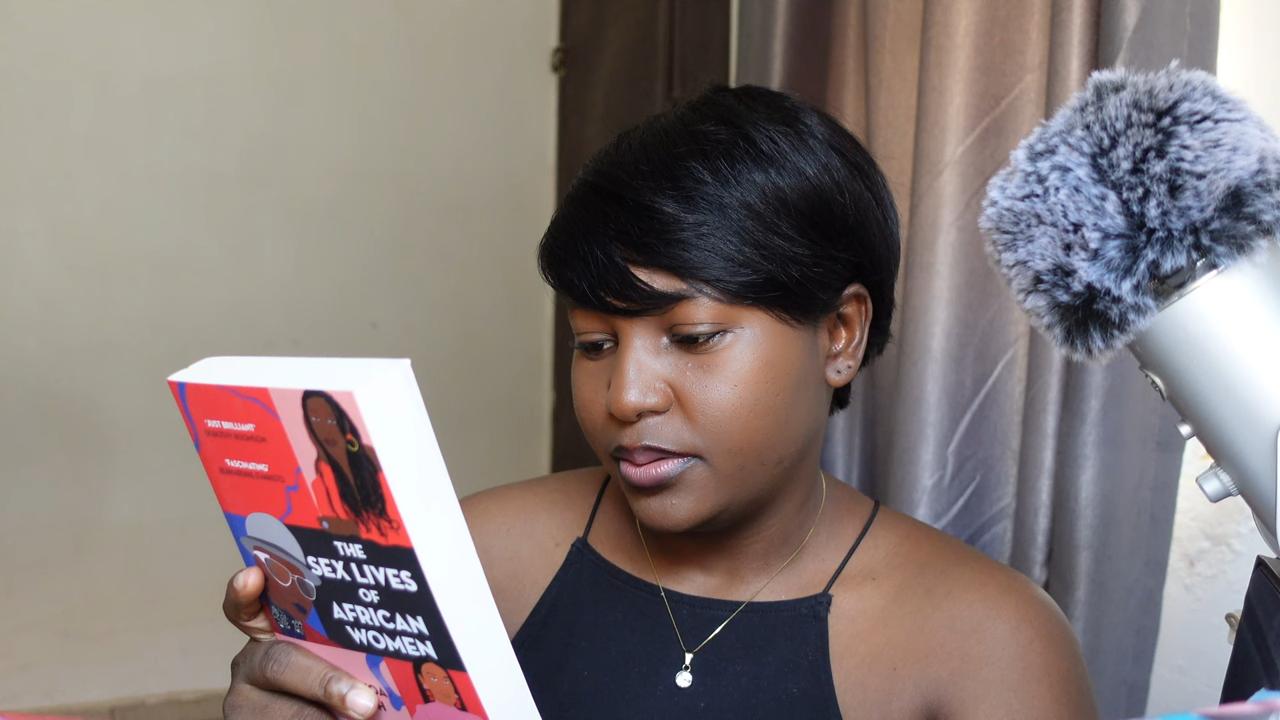 "JUST BRILLIANT"
"FASCINATING"
THE
SEX LIVES
OF
AFRICAN
WOMEN